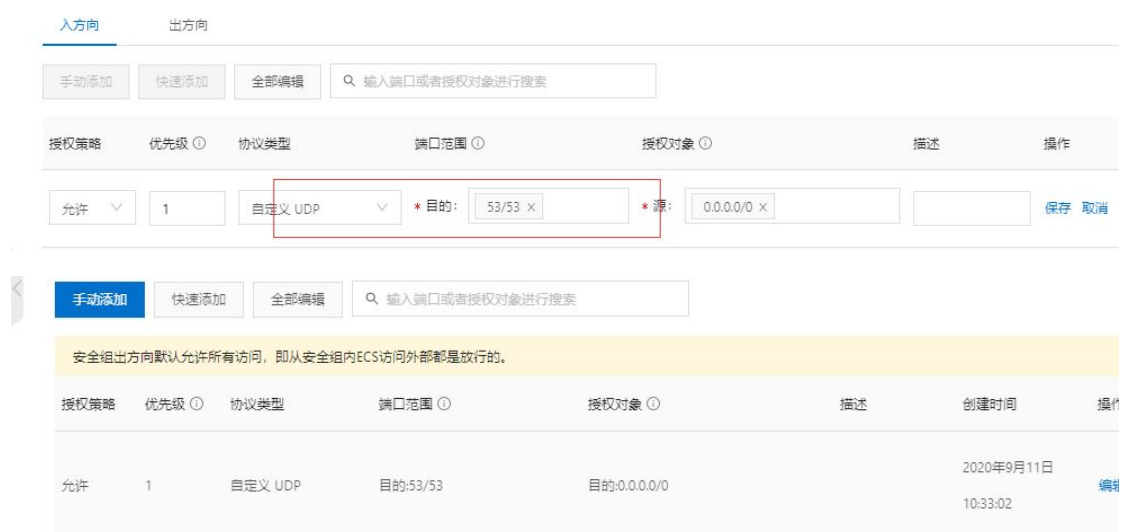 入方向 出方向
手动添加 快速添加 全部编辑 输入端口或者授权对象进行搜索
授权策略 优先级 协议类型 端口范围 授权对象 描述 操作
允许 1 自定义 UDP * 目的: 53/53 × * 源: 0.0.0.0/0 × 保存 取消
手动添加 快速添加 全部编辑 输入端口或者授权对象进行搜索
安全组出方向默认允许所有访问，即从安全组内ECS访问外部都是放行的。
授权策略 优先级 协议类型 端口范围 授权对象 描述 创建时间 操作
允许 1 自定义 UDP 目的:53/53 目的:0.0.0.0/0 2020年9月11日 编辑
10:33:02